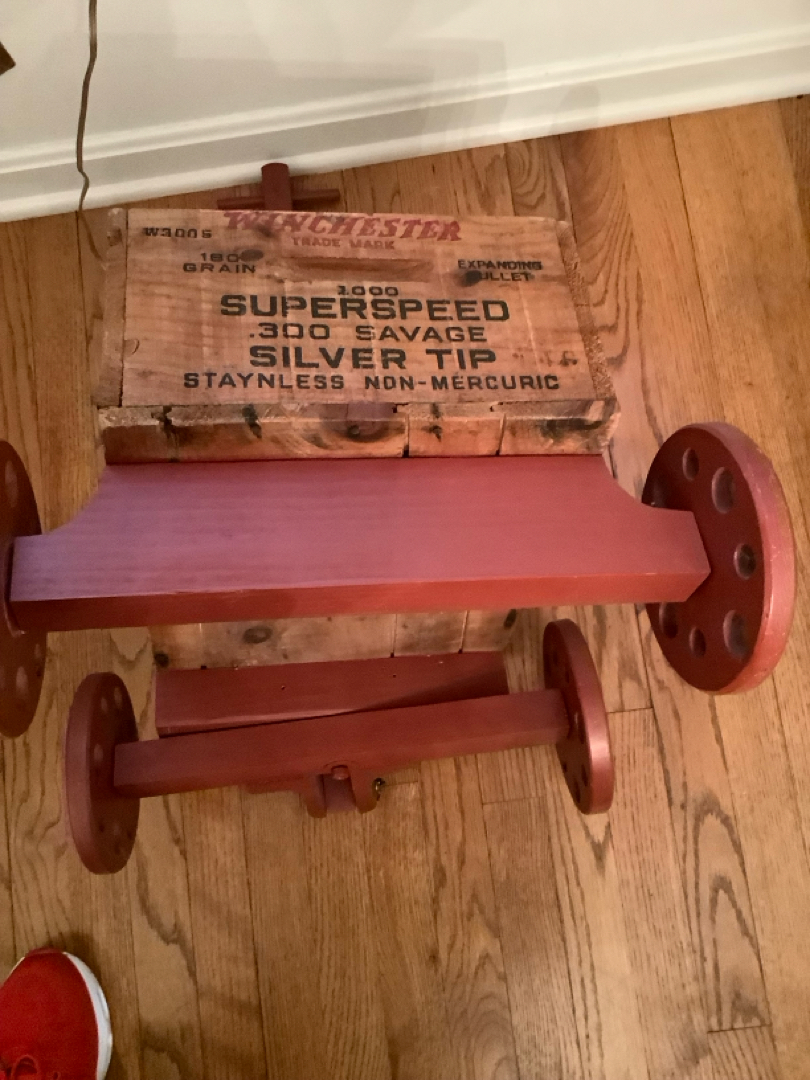 WINCHESTER
TRADE MARK
W300S
180
GRAIN
EXPANDING
BULLET
1000
SUPERSPEED
.300 SAVAGE
SILVER TIP
STAYNLESS NON-MERCURIC